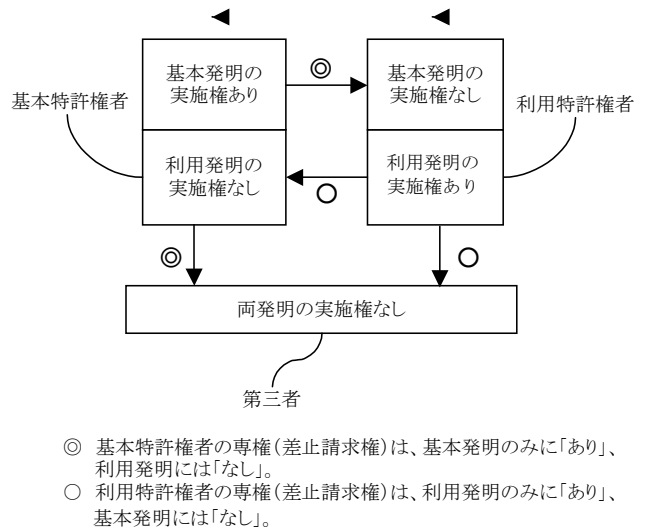 基本発明の
実施権あり
◎
基本発明の
実施権なし
基本特許権者
利用特許権者
利用発明の
実施権なし
○
利用発明の
実施権あり
◎
○
両発明の実施権なし
第三者
◎ 基本特許権者の専権(差止請求権)は、基本発明のみに「あり」、
利用発明には「なし」。
○ 利用特許権者の専権(差止請求権)は、利用発明のみに「あり」、
基本発明には「なし」。